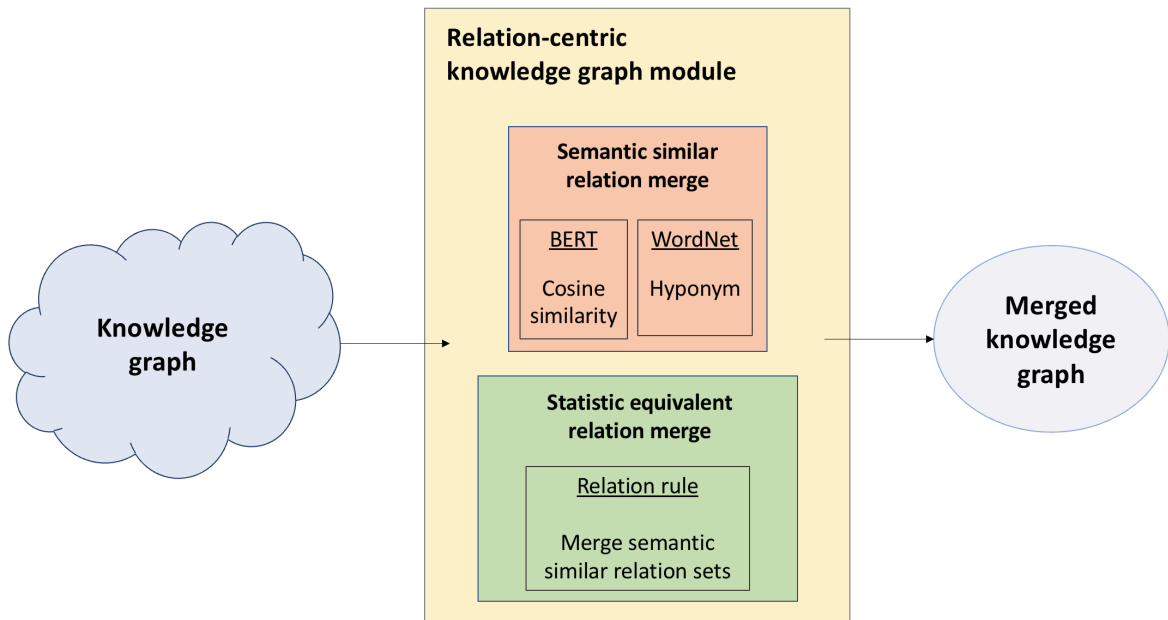 Relation-centric
knowledge graph module
Semantic similar
relation merge
BERT
Cosine
similarity
WordNet
Hyponym
Knowledge
graph
Merged
knowledge
graph
Statistic equivalent
relation merge
Relation rule
Merge semantic
similar relation sets